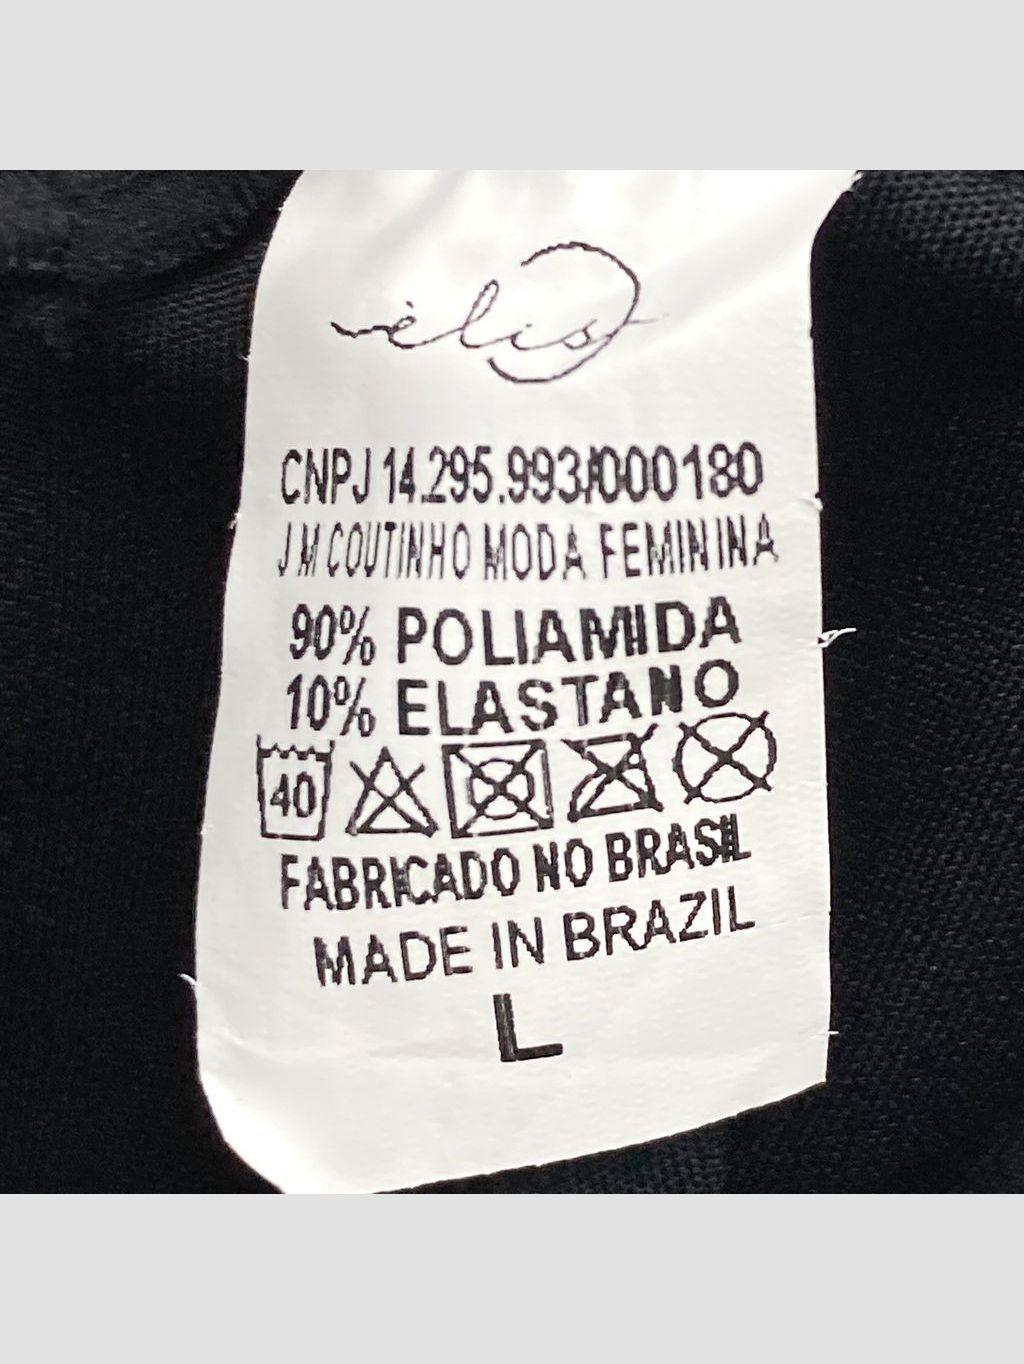 élis
CNPJ 14.295.993/000180
J M COUTINHO MODA FEMININA
90% POLIAMIDA
10% ELASTANO
40
FABRICADO NO BRASIL
MADE IN BRAZIL
L